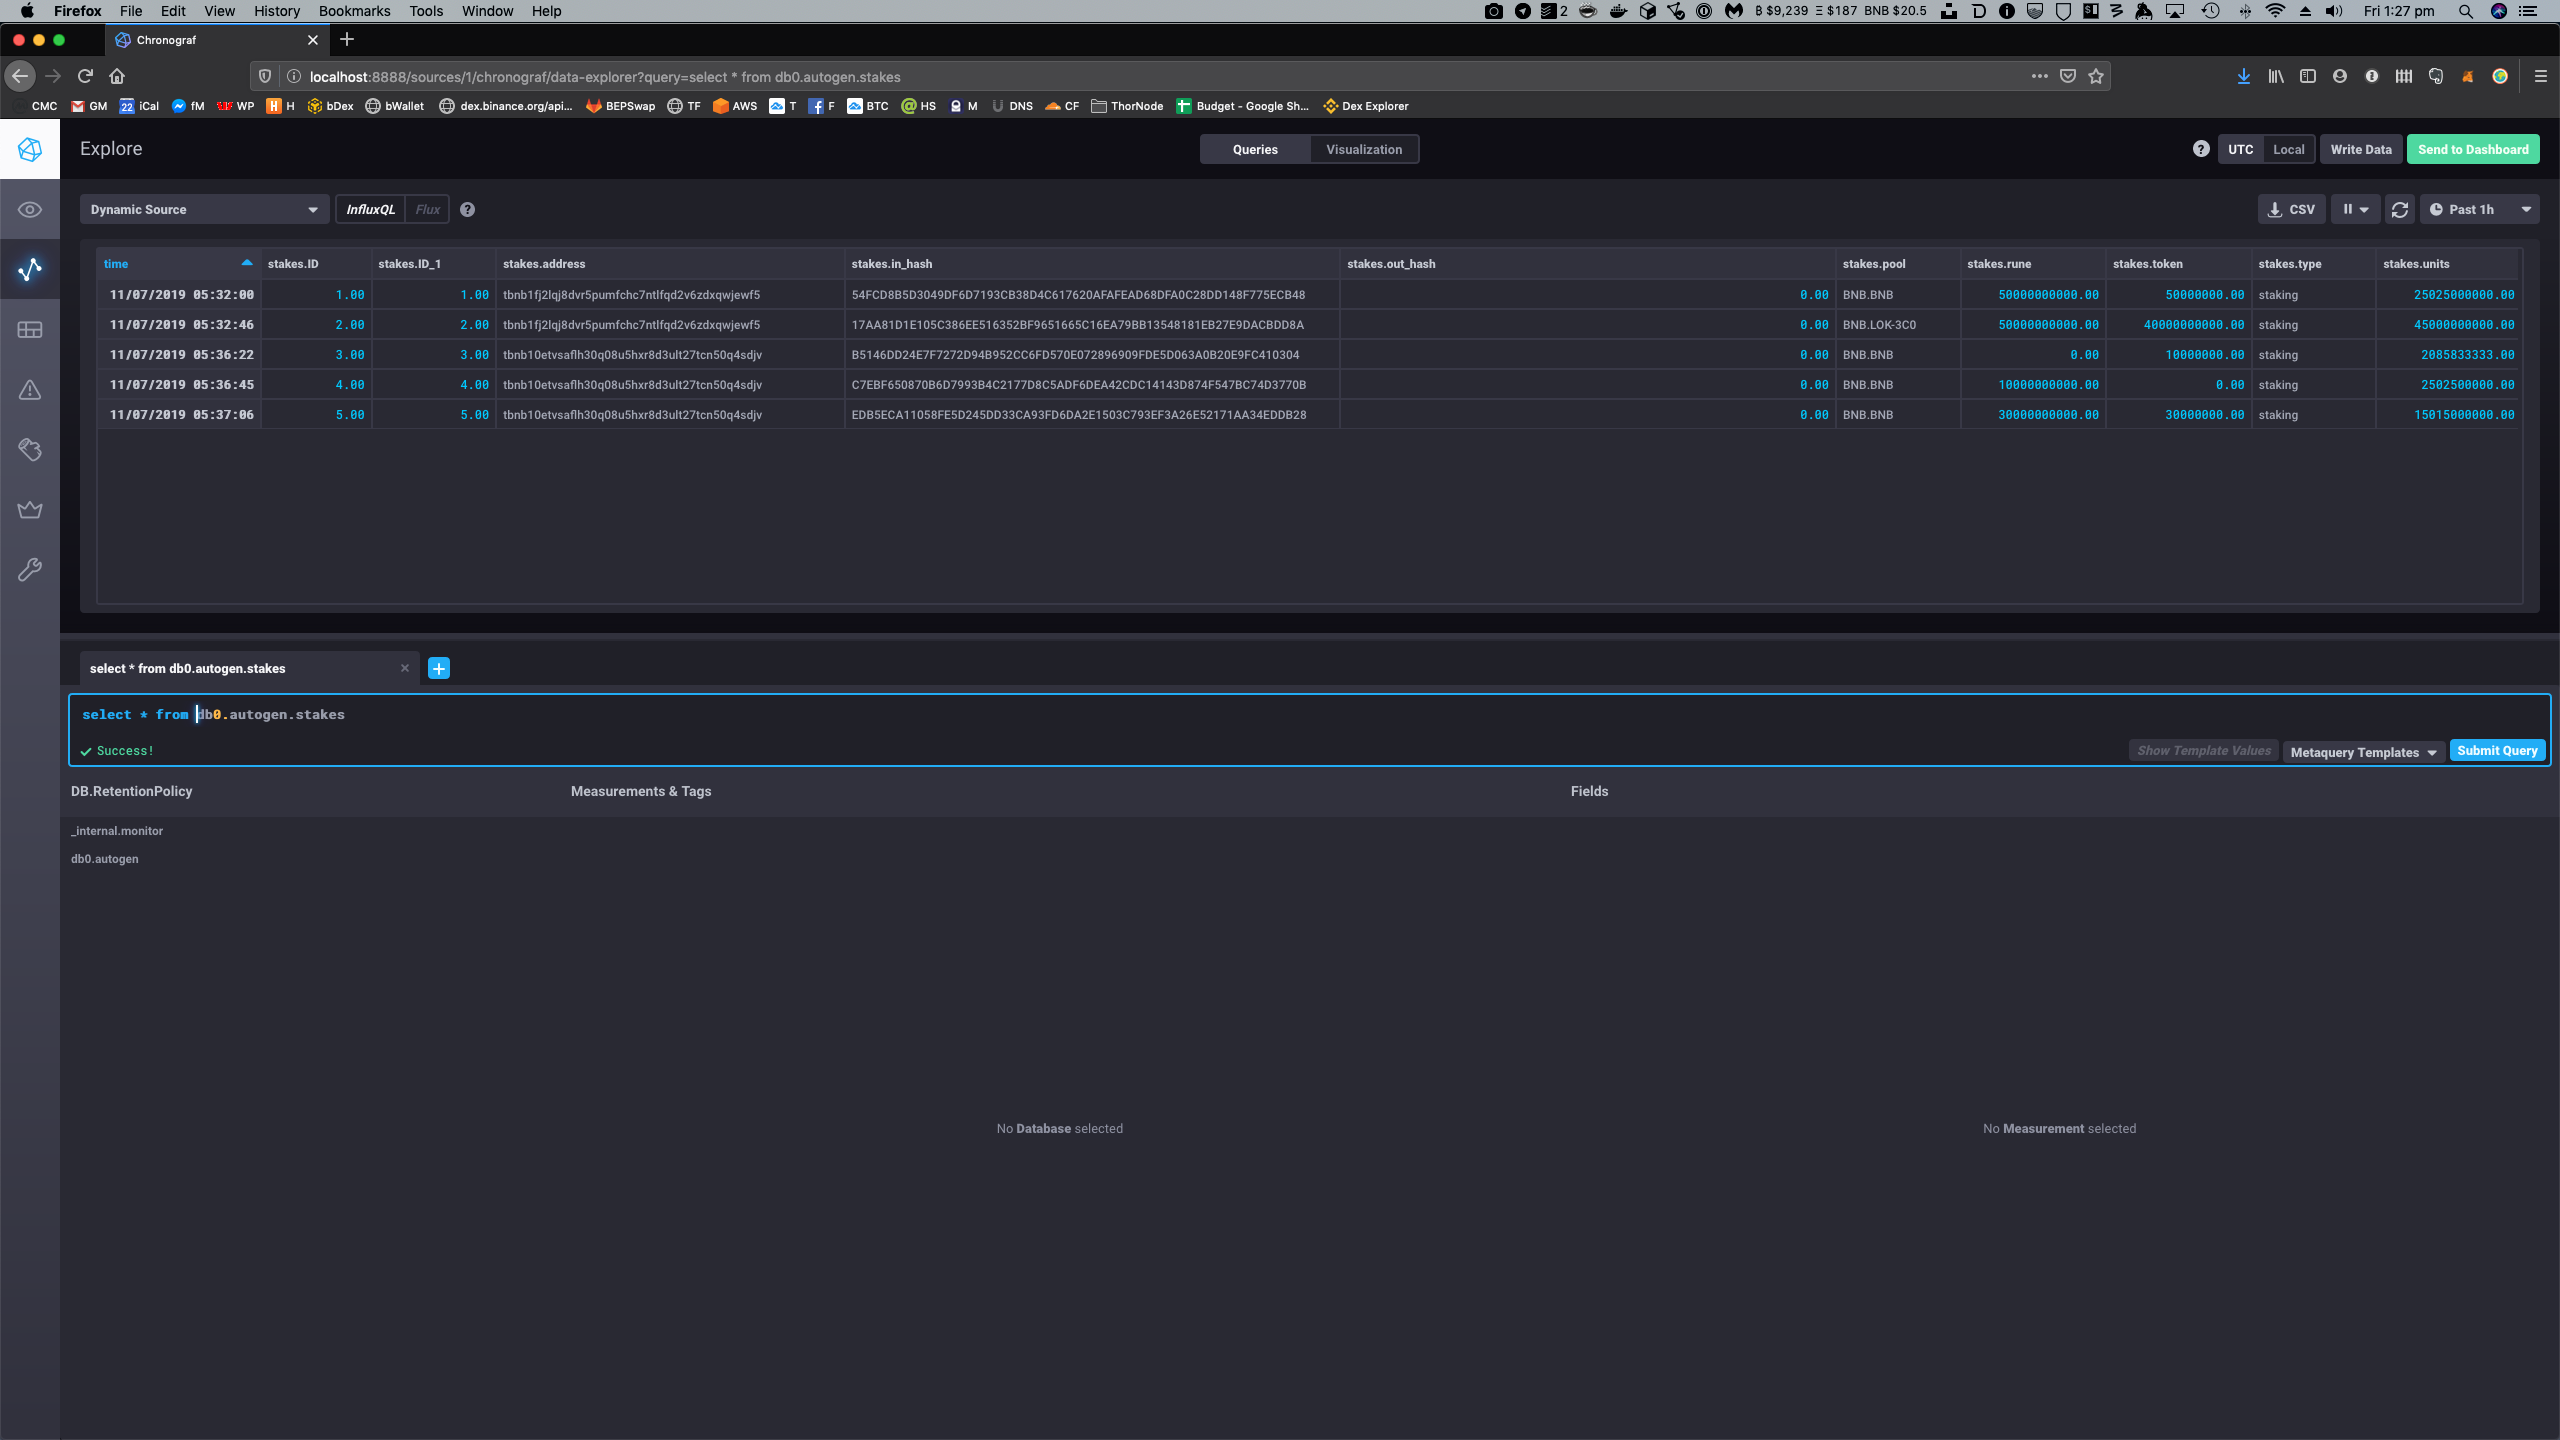 Firefox File Edit View History Bookmarks Tools Window Help 2 ฿ $9,239 Ξ $187 BNB $20.5 Fri 1:27 pm
Chronograf
localhost:8888/sources/1/chronograf/data-explorer?query=select * from db0.autogen.stakes
CMC GM 22 iCal fM WP H bDex bWallet dex.binance.org/api... BEPSwap TF AWS T F BTC HS M DNS CF ThorNode Budget - Google Sh... Dex Explorer
Explore Queries Visualization ? UTC Local Write Data Send to Dashboard
Dynamic Source InfluxQL Flux ? CSV Past 1h
time stakes.ID stakes.ID_1 stakes.address stakes.in_hash stakes.out_hash stakes.pool stakes.rune stakes.token stakes.type stakes.units
11/07/2019 05:32:00 1.00 1.00 tbnb1fj2lqj8dvr5pumfchc7ntlfqd2v6zdxqwjewf5 54FCD8B5D3049DF6D7193CB38D4C617620AFAFEAD68DFA0C28DD148F775ECB48 0.00 BNB.BNB 50000000000.00 50000000.00 staking 25025000000.00
11/07/2019 05:32:46 2.00 2.00 tbnb1fj2lqj8dvr5pumfchc7ntlfqd2v6zdxqwjewf5 17AA81D1E105C386EE516352BF9651665C16EA79BB13548181EB27E9DACBDD8A 0.00 BNB.LOK-3C0 50000000000.00 40000000000.00 staking 45000000000.00
11/07/2019 05:36:22 3.00 3.00 tbnb10etvsaflh30q08u5hxr8d3ult27tcn50q4sdjv B5146DD24E7F7272D94B952CC6FD570E072896909FDE5D063A0B20E9FC410304 0.00 BNB.BNB 0.00 10000000.00 staking 2085833333.00
11/07/2019 05:36:45 4.00 4.00 tbnb10etvsaflh30q08u5hxr8d3ult27tcn50q4sdjv C7EBF650870B6D7993B4C2177D8C5ADF6DEA42CDC14143D874F547BC74D3770B 0.00 BNB.BNB 10000000000.00 0.00 staking 2502500000.00
11/07/2019 05:37:06 5.00 5.00 tbnb10etvsaflh30q08u5hxr8d3ult27tcn50q4sdjv EDB5ECA11058FE5D245DD33CA93FD6DA2E1503C793EF3A26E52171AA34EDDB28 0.00 BNB.BNB 30000000000.00 30000000.00 staking 15015000000.00
select * from db0.autogen.stakes
select * from db0.autogen.stakes
Success! Show Template Values Metaquery Templates Submit Query
DB.RetentionPolicy Measurements & Tags Fields
_internal.monitor
db0.autogen
No Database selected No Measurement selected